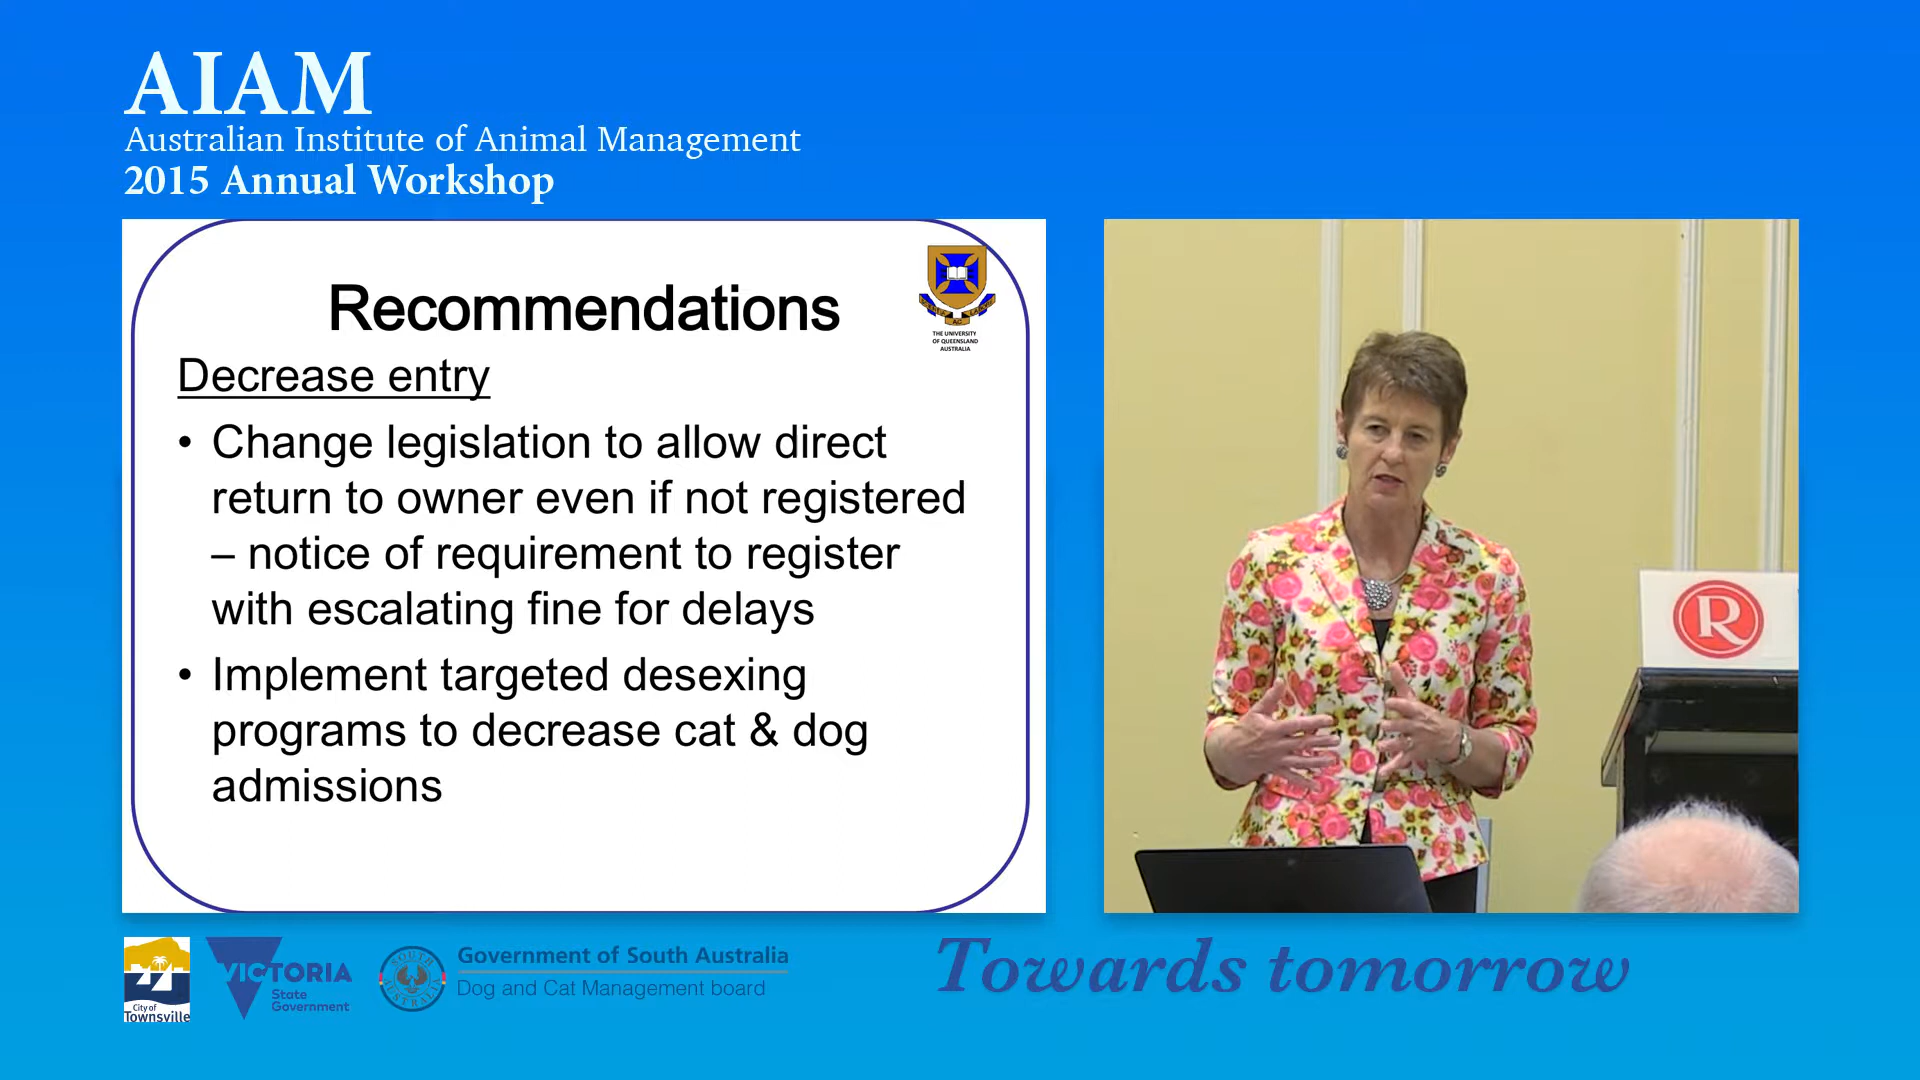 AIAM
Australian Institute of Animal Management
2015 Annual Workshop
Recommendations
THE UNIVERSITY
OF QUEENSLAND
AUSTRALIA
Decrease entry
• Change legislation to allow direct
return to owner even if not registered
– notice of requirement to register
with escalating fine for delays
• Implement targeted desexing
programs to decrease cat & dog
admissions
R
City of
Townsville
VICTORIA
State
Government
SOUTH
AUSTRALIA
Government of South Australia
Dog and Cat Management board
Towards tomorrow